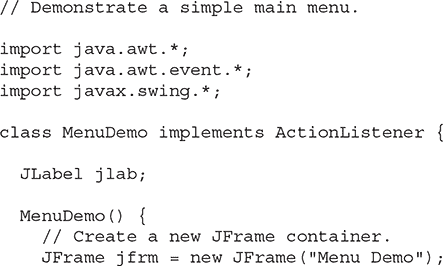 // Demonstrate a simple main menu.
import java.awt.*;
import java.awt.event.*;
import javax.swing.*;
class MenuDemo implements ActionListener {
JLabel jlab;
MenuDemo() {
// Create a new JFrame container.
JFrame jfrm = new JFrame("Menu Demo");